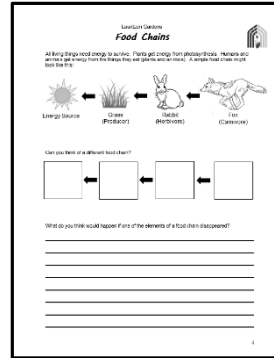 Lauritzen Gardens
Food Chains
All living things need energy to survive. Plants get energy from photosynthesis. Humans and
animals get energy from the things they eat (plants and animals). A simple food chain might
look like this:
Energy Source
Grass
(Producer)
Rabbit
(Herbivore)
Fox
(Carnivore)
Can you think of a different food chain?
What do you think would happen if one of the elements of a food chain disappeared?